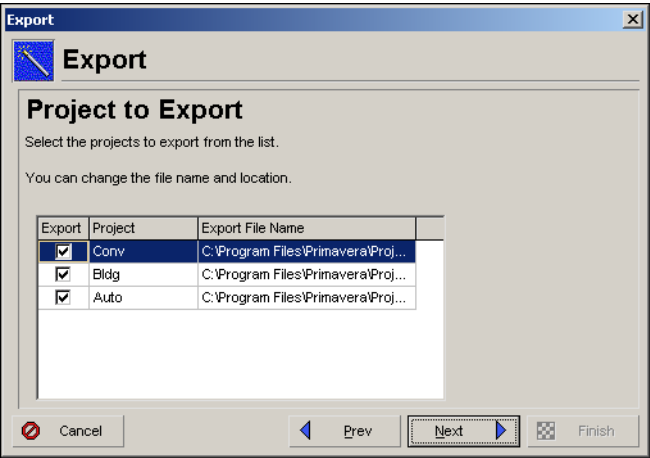 Export
Export
Project to Export
Select the projects to export from the list.
You can change the file name and location.
Export Project Export File Name
Conv C:\Program Files\Primavera\Proj...
Bldg C:\Program Files\Primavera\Proj...
Auto C:\Program Files\Primavera\Proj...
Cancel Prev Next Finish